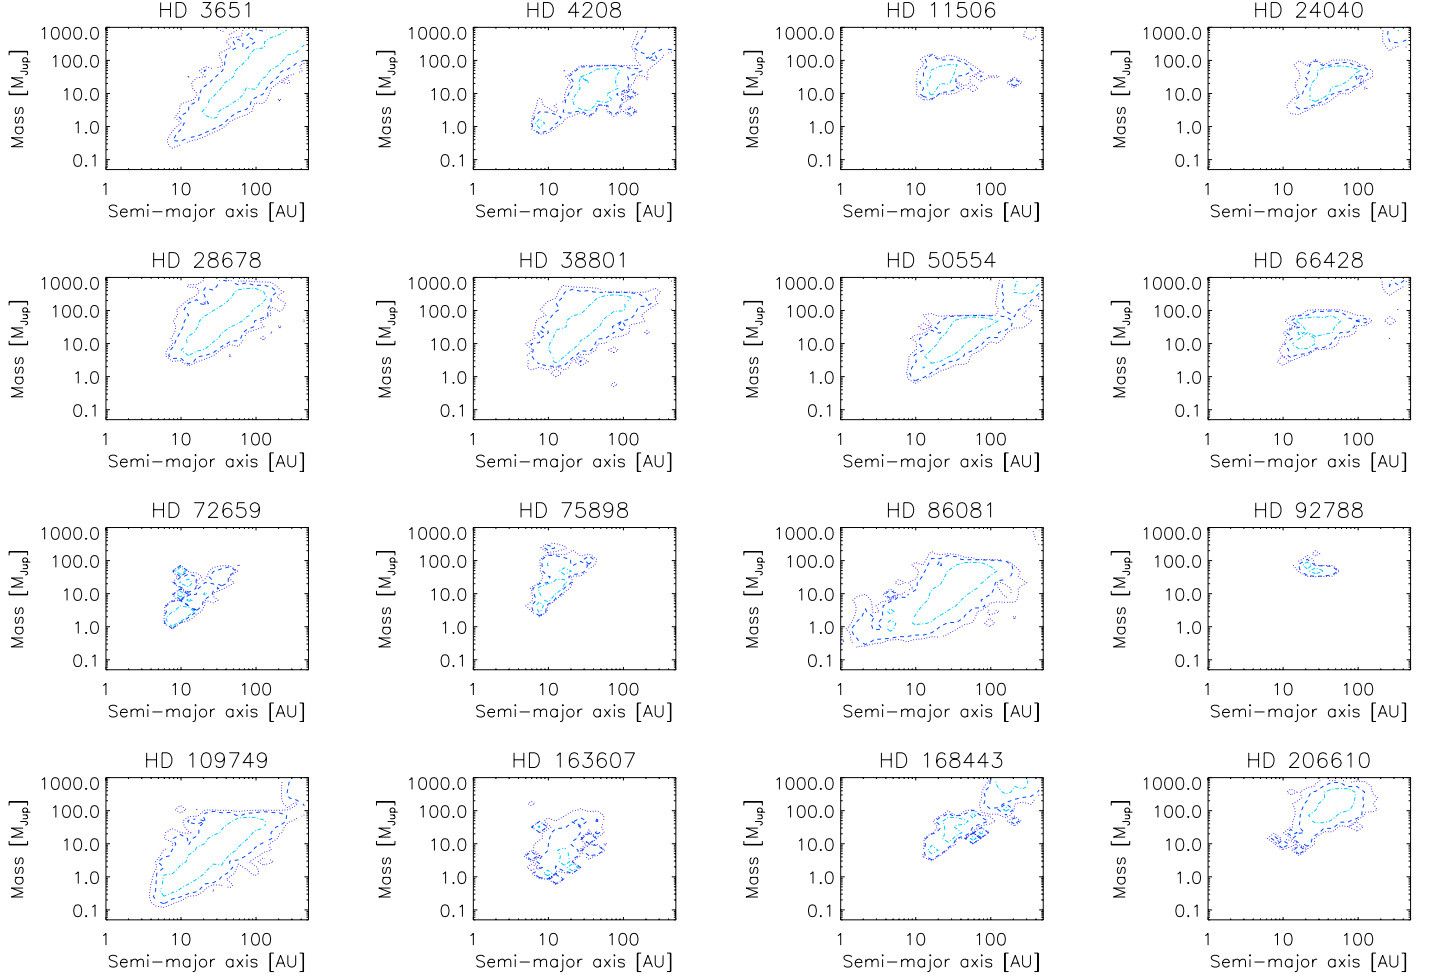 HD 3651 HD 4208 HD 11506 HD 24040
Mass [M_Jup] 1000.0 100.0 10.0 1.0 0.1 Mass [M_Jup] 1000.0 100.0 10.0 1.0 0.1 Mass [M_Jup] 1000.0 100.0 10.0 1.0 0.1 Mass [M_Jup] 1000.0 100.0 10.0 1.0 0.1
1 10 100 1 10 100 1 10 100 1 10 100
Semi-major axis [AU] Semi-major axis [AU] Semi-major axis [AU] Semi-major axis [AU]
HD 28678 HD 38801 HD 50554 HD 66428
Mass [M_Jup] 1000.0 100.0 10.0 1.0 0.1 Mass [M_Jup] 1000.0 100.0 10.0 1.0 0.1 Mass [M_Jup] 1000.0 100.0 10.0 1.0 0.1 Mass [M_Jup] 1000.0 100.0 10.0 1.0 0.1
1 10 100 1 10 100 1 10 100 1 10 100
Semi-major axis [AU] Semi-major axis [AU] Semi-major axis [AU] Semi-major axis [AU]
HD 72659 HD 75898 HD 86081 HD 92788
Mass [M_Jup] 1000.0 100.0 10.0 1.0 0.1 Mass [M_Jup] 1000.0 100.0 10.0 1.0 0.1 Mass [M_Jup] 1000.0 100.0 10.0 1.0 0.1 Mass [M_Jup] 1000.0 100.0 10.0 1.0 0.1
1 10 100 1 10 100 1 10 100 1 10 100
Semi-major axis [AU] Semi-major axis [AU] Semi-major axis [AU] Semi-major axis [AU]
HD 109749 HD 163607 HD 168443 HD 206610
Mass [M_Jup] 1000.0 100.0 10.0 1.0 0.1 Mass [M_Jup] 1000.0 100.0 10.0 1.0 0.1 Mass [M_Jup] 1000.0 100.0 10.0 1.0 0.1 Mass [M_Jup] 1000.0 100.0 10.0 1.0 0.1
1 10 100 1 10 100 1 10 100 1 10 100
Semi-major axis [AU] Semi-major axis [AU] Semi-major axis [AU] Semi-major axis [AU]